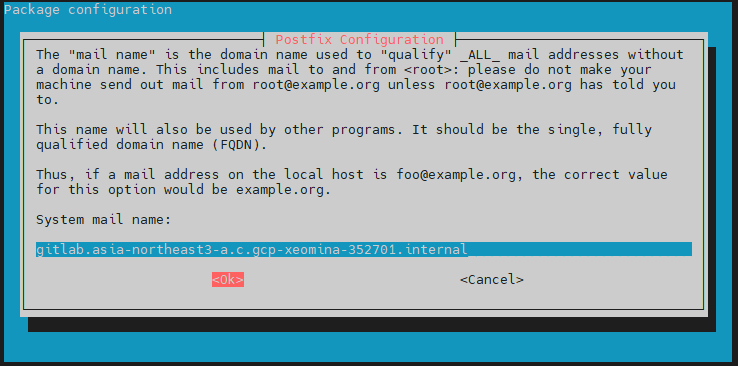 Package configuration
Postfix Configuration
The "mail name" is the domain name used to "qualify" _ALL_ mail addresses without
a domain name. This includes mail to and from <root>: please do not make your
machine send out mail from root@example.org unless root@example.org has told you
to.
This name will also be used by other programs. It should be the single, fully
qualified domain name (FQDN).
Thus, if a mail address on the local host is foo@example.org, the correct value
for this option would be example.org.
System mail name:
gitlab.asia-northeast3-a.c.gcp-xeomina-352701.internal
<Ok> <Cancel>